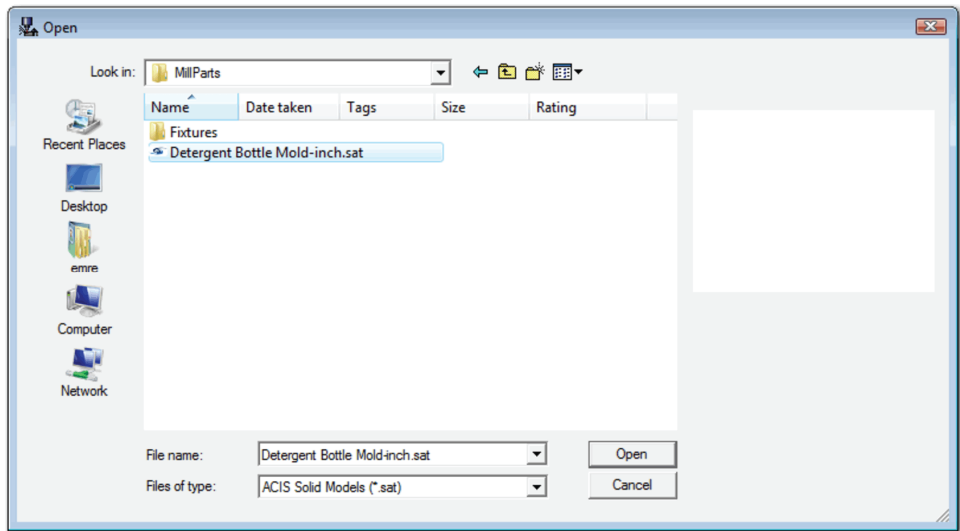 Open
Look in: MillParts
Name Date taken Tags Size Rating
Fixtures
Detergent Bottle Mold-inch.sat
Recent Places
Desktop
emre
Computer
Network
File name: Detergent Bottle Mold-inch.sat Open
Files of type: ACIS Solid Models (*.sat) Cancel